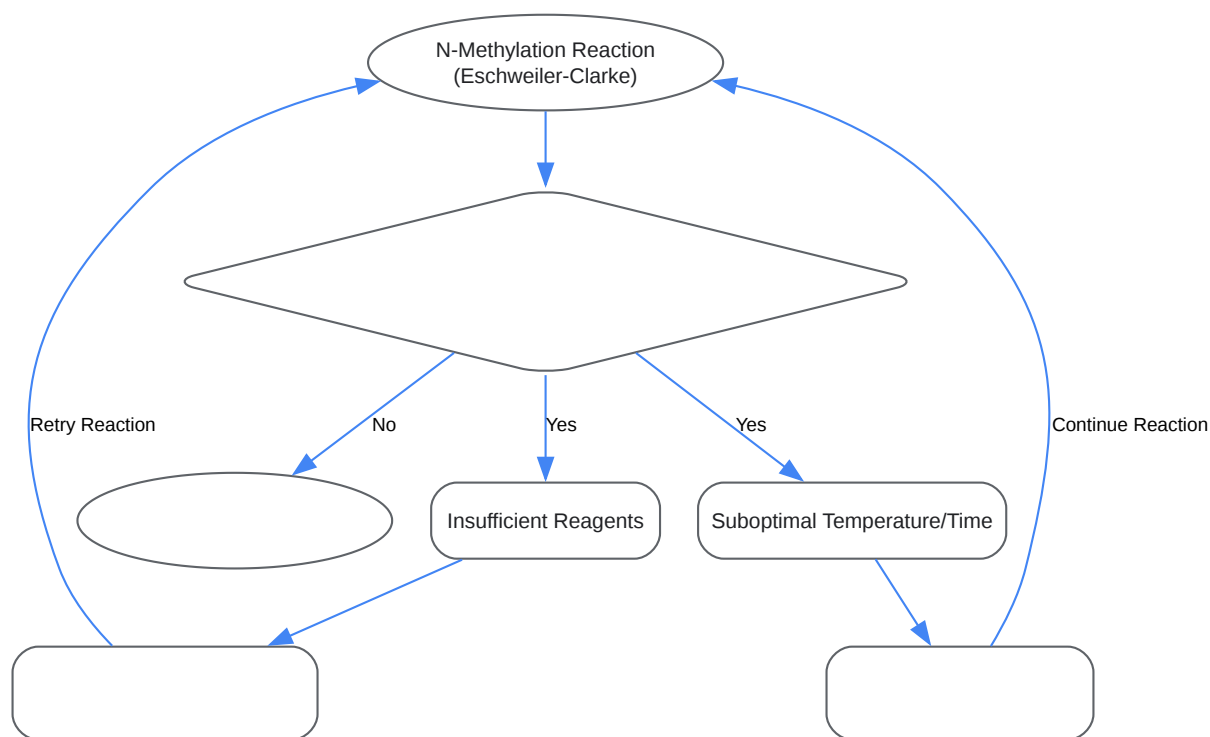 N-Methylation Reaction
(Eschweiler-Clarke)
Retry Reaction
No
Yes
Yes
Continue Reaction
Insufficient Reagents
Suboptimal Temperature/Time